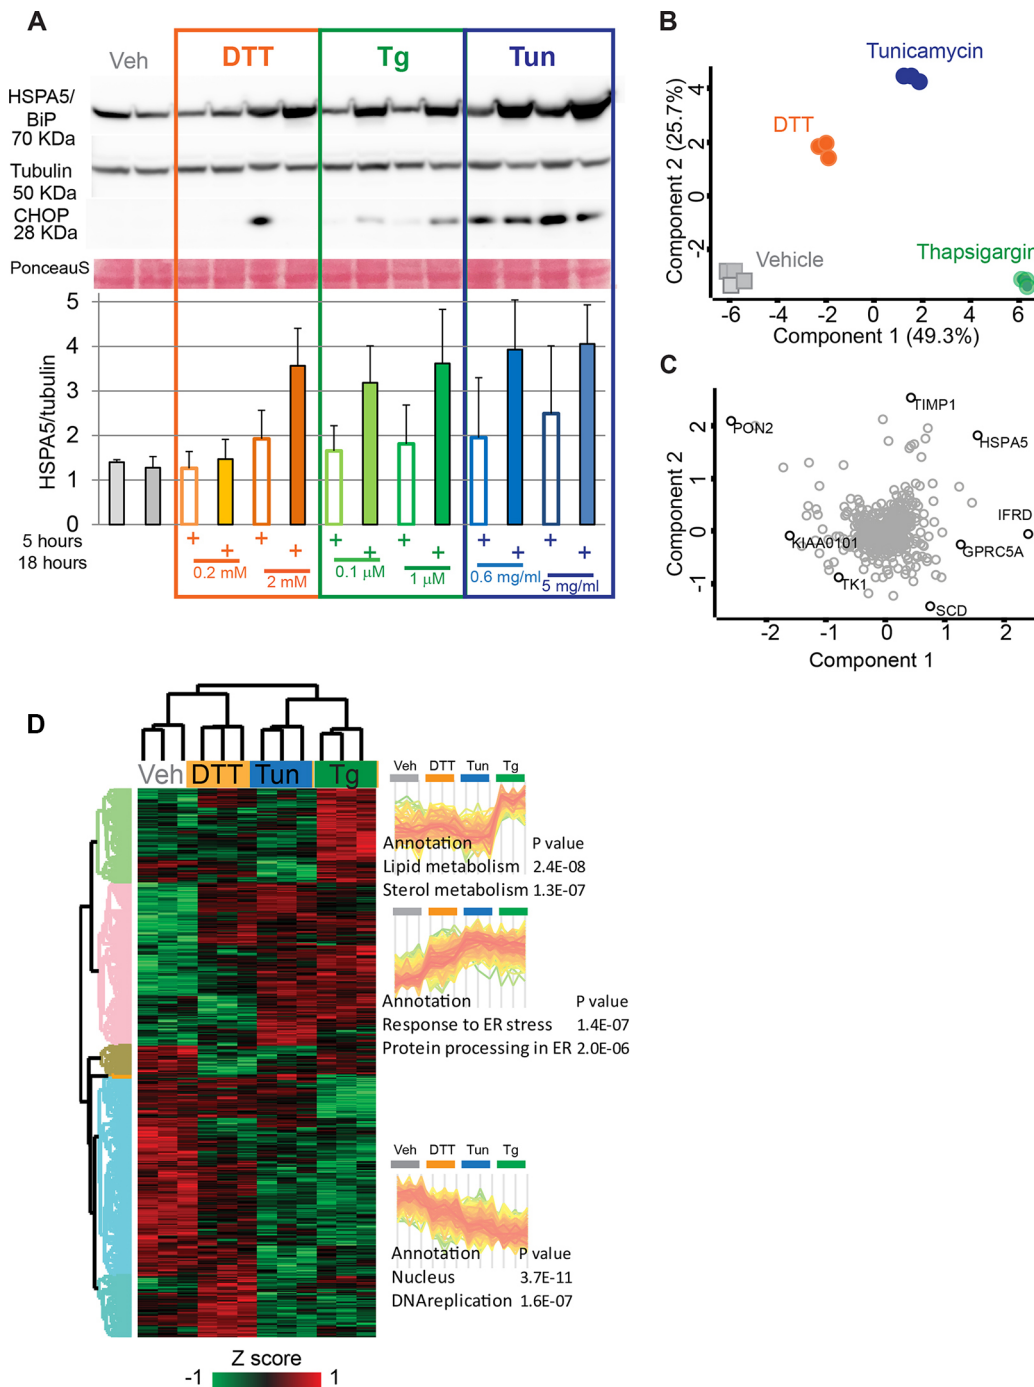 A
Veh
DTT
Tg
Tun
HSPA5/
BiP
70 KDa
Tubulin
50 KDa
CHOP
28 KDa
PonceauS
HSPA5/tubulin
5
4
3
2
1
0
5 hours + + + + + +
18 hours + + + + + +
0.2 mM
2 mM
0.1 µM
1 µM
0.6 mg/ml
5 mg/ml
B
Component 2 (25.7%)
4
2
0
-2
Tunicamycin
DTT
Vehicle
Thapsigargin
-6 -4 -2 0 2 4 6
Component 1 (49.3%)
C
Component 2
2
1
0
-1
TIMP1
PON2
HSPA5
IFRD
KIAA0101
GPRC5A
TK1
SCD
-2 -1 0 1 2
Component 1
D
Veh DTT Tun Tg
Veh DTT Tun Tg
Annotation P value
Lipid metabolism 2.4E-08
Sterol metabolism 1.3E-07
Annotation P value
Response to ER stress 1.4E-07
Protein processing in ER 2.0E-06
Veh DTT Tun Tg
Annotation P value
Nucleus 3.7E-11
DNAreplication 1.6E-07
Z score
-1 1